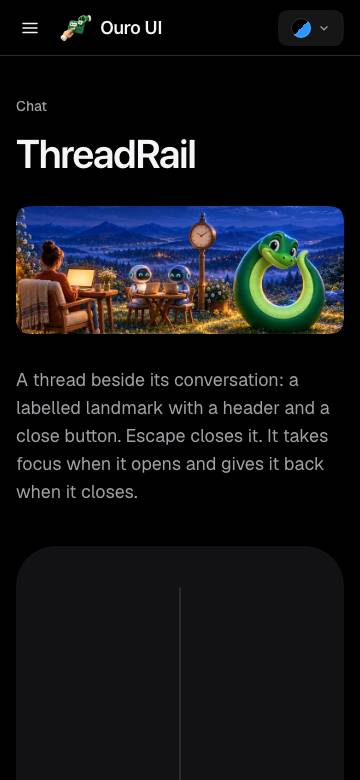 Ouro UI
Chat
ThreadRail
A thread beside its conversation: a
labelled landmark with a header and a
close button. Escape closes it. It takes
focus when it opens and gives it back
when it closes.